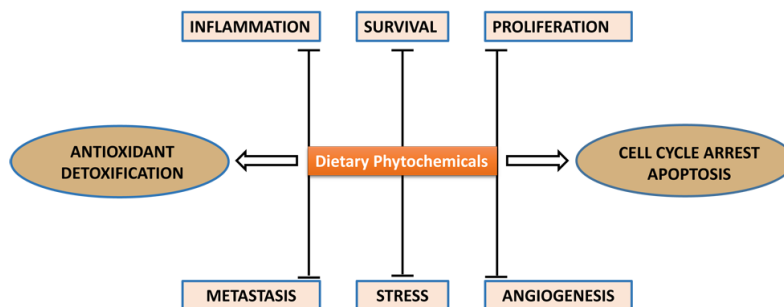 INFLAMMATION
SURVIVAL
PROLIFERATION
ANTIOXIDANT
DETOXIFICATION
Dietary Phytochemicals
CELL CYCLE ARREST
APOPTOSIS
METASTASIS
STRESS
ANGIOGENESIS